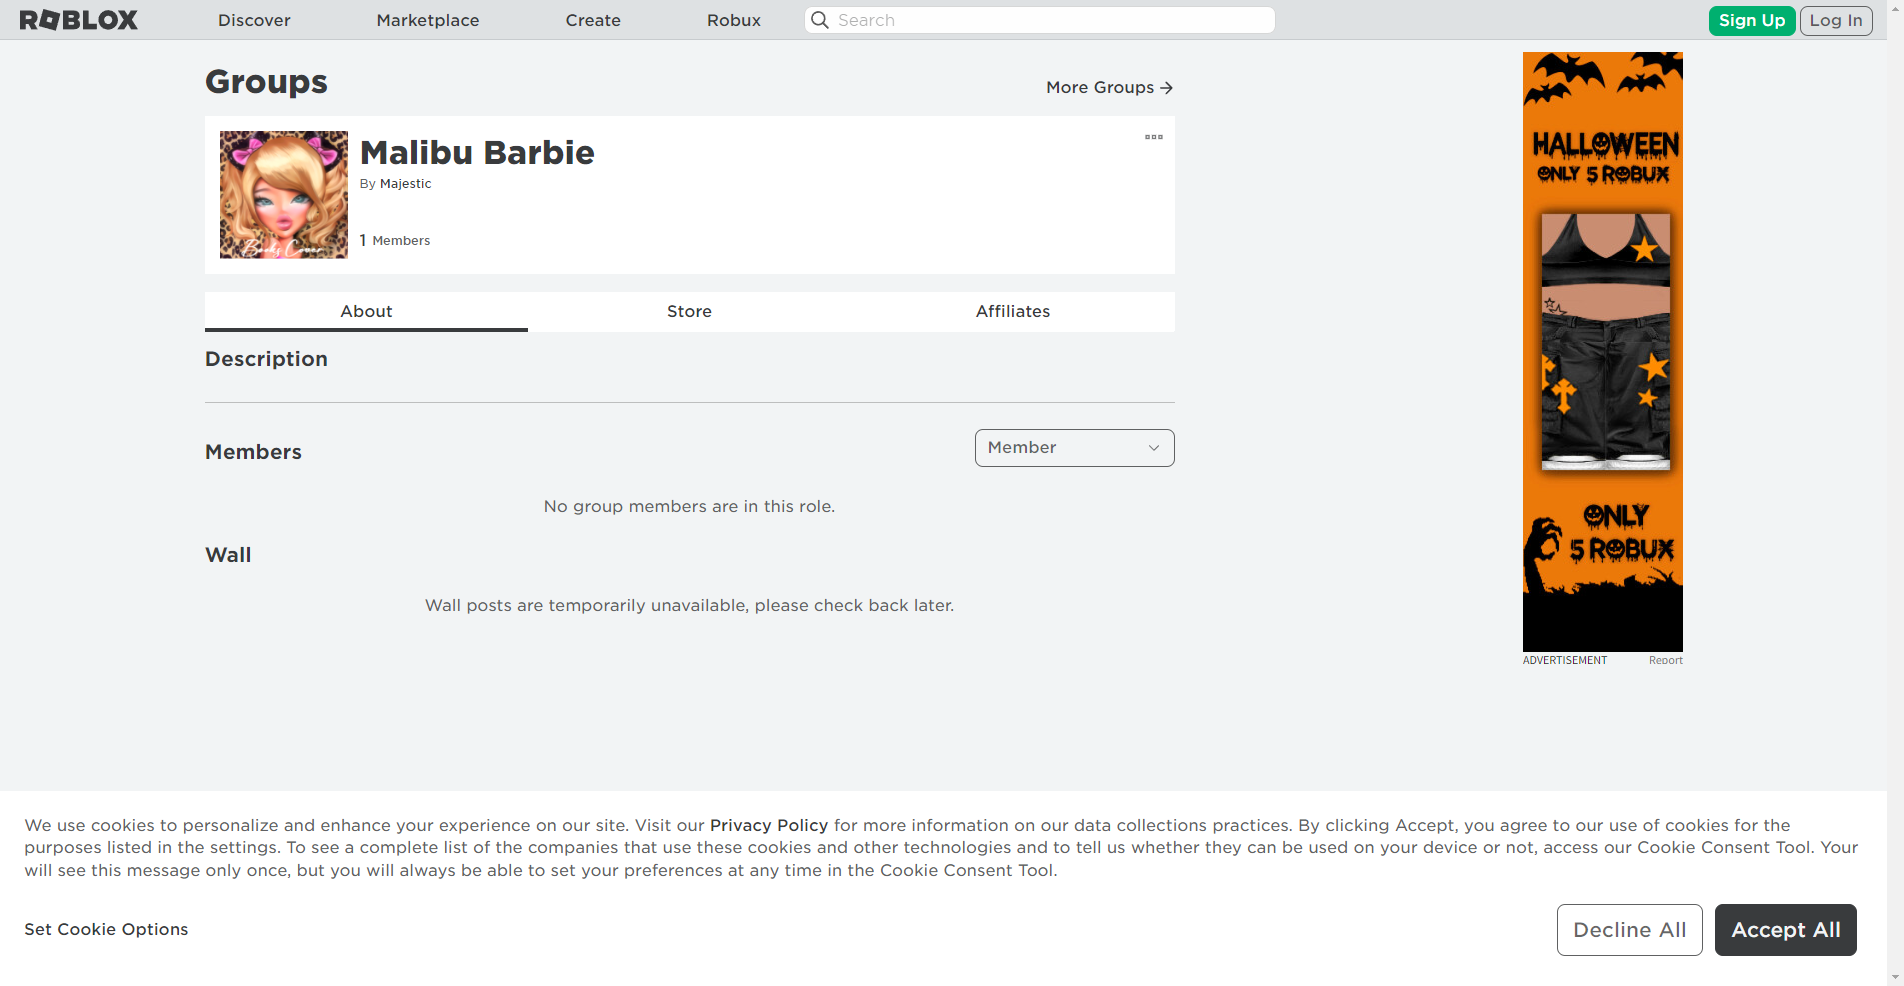 ROBLOX Discover Marketplace Create Robux Search Sign Up Log In
Groups
More Groups
Malibu Barbie
By Majestic
1 Members
About Store Affiliates
Description
Members
Member
No group members are in this role.
Wall
Wall posts are temporarily unavailable, please check back later.
HALLOWEEN
ONLY 5 ROBUX
ONLY
5 ROBUX
ADVERTISEMENT Report
We use cookies to personalize and enhance your experience on our site. Visit our Privacy Policy for more information on our data collections practices. By clicking Accept, you agree to our use of cookies for the
purposes listed in the settings. To see a complete list of the companies that use these cookies and other technologies and to tell us whether they can be used on your device or not, access our Cookie Consent Tool. Your
will see this message only once, but you will always be able to set your preferences at any time in the Cookie Consent Tool.
Set Cookie Options
Decline All
Accept All